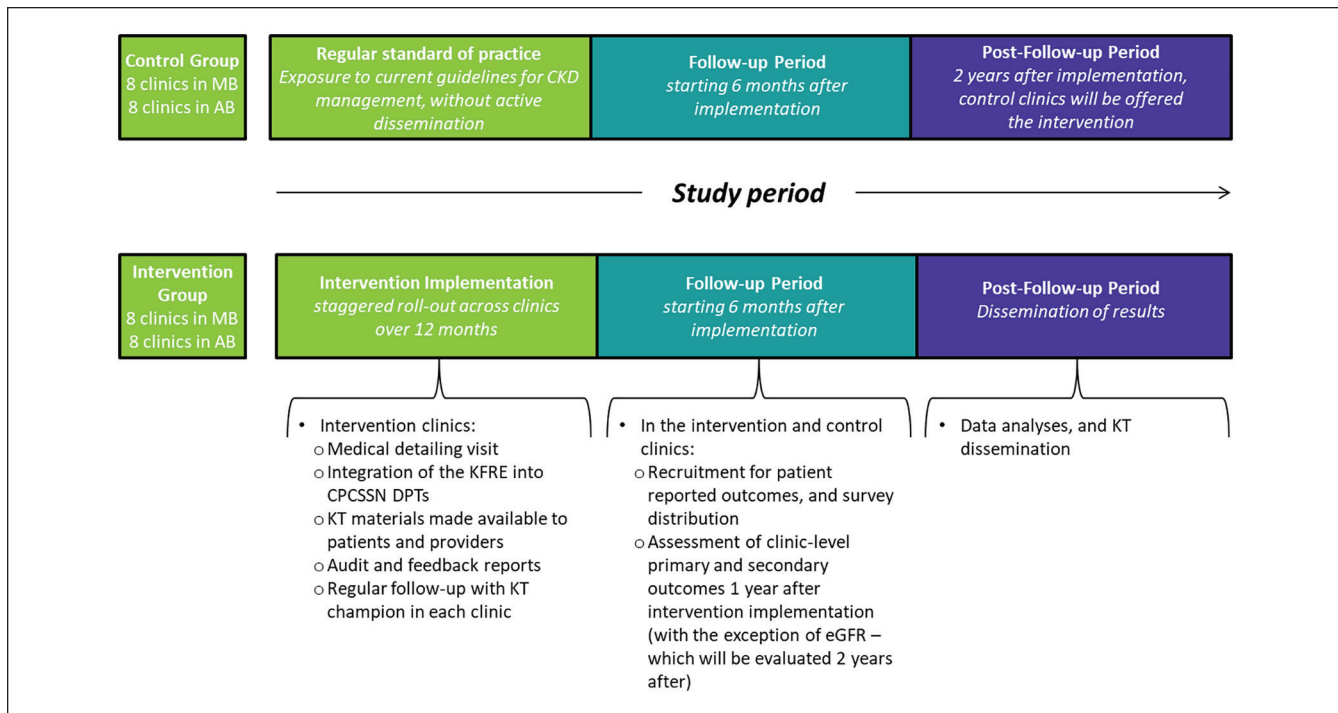 Control Group
8 clinics in MB
8 clinics in AB
Regular standard of practice
Exposure to current guidelines for CKD
management, without active
dissemination
Follow-up Period
starting 6 months after
implementation
Post-Follow-up Period
2 years after implementation,
control clinics will be offered
the intervention
Study period
Intervention
Group
8 clinics in MB
8 clinics in AB
Intervention Implementation
staggered roll-out across clinics
over 12 months
Follow-up Period
starting 6 months after
implementation
Post-Follow-up Period
Dissemination of results
• Intervention clinics:
o Medical detailing visit
o Integration of the KFRE into
CPCSSN DPTs
o KT materials made available to
patients and providers
o Audit and feedback reports
o Regular follow-up with KT
champion in each clinic
• In the intervention and control
clinics:
o Recruitment for patient
reported outcomes, and survey
distribution
o Assessment of clinic-level
primary and secondary
outcomes 1 year after
intervention implementation
(with the exception of eGFR –
which will be evaluated 2 years
after)
• Data analyses, and KT
dissemination